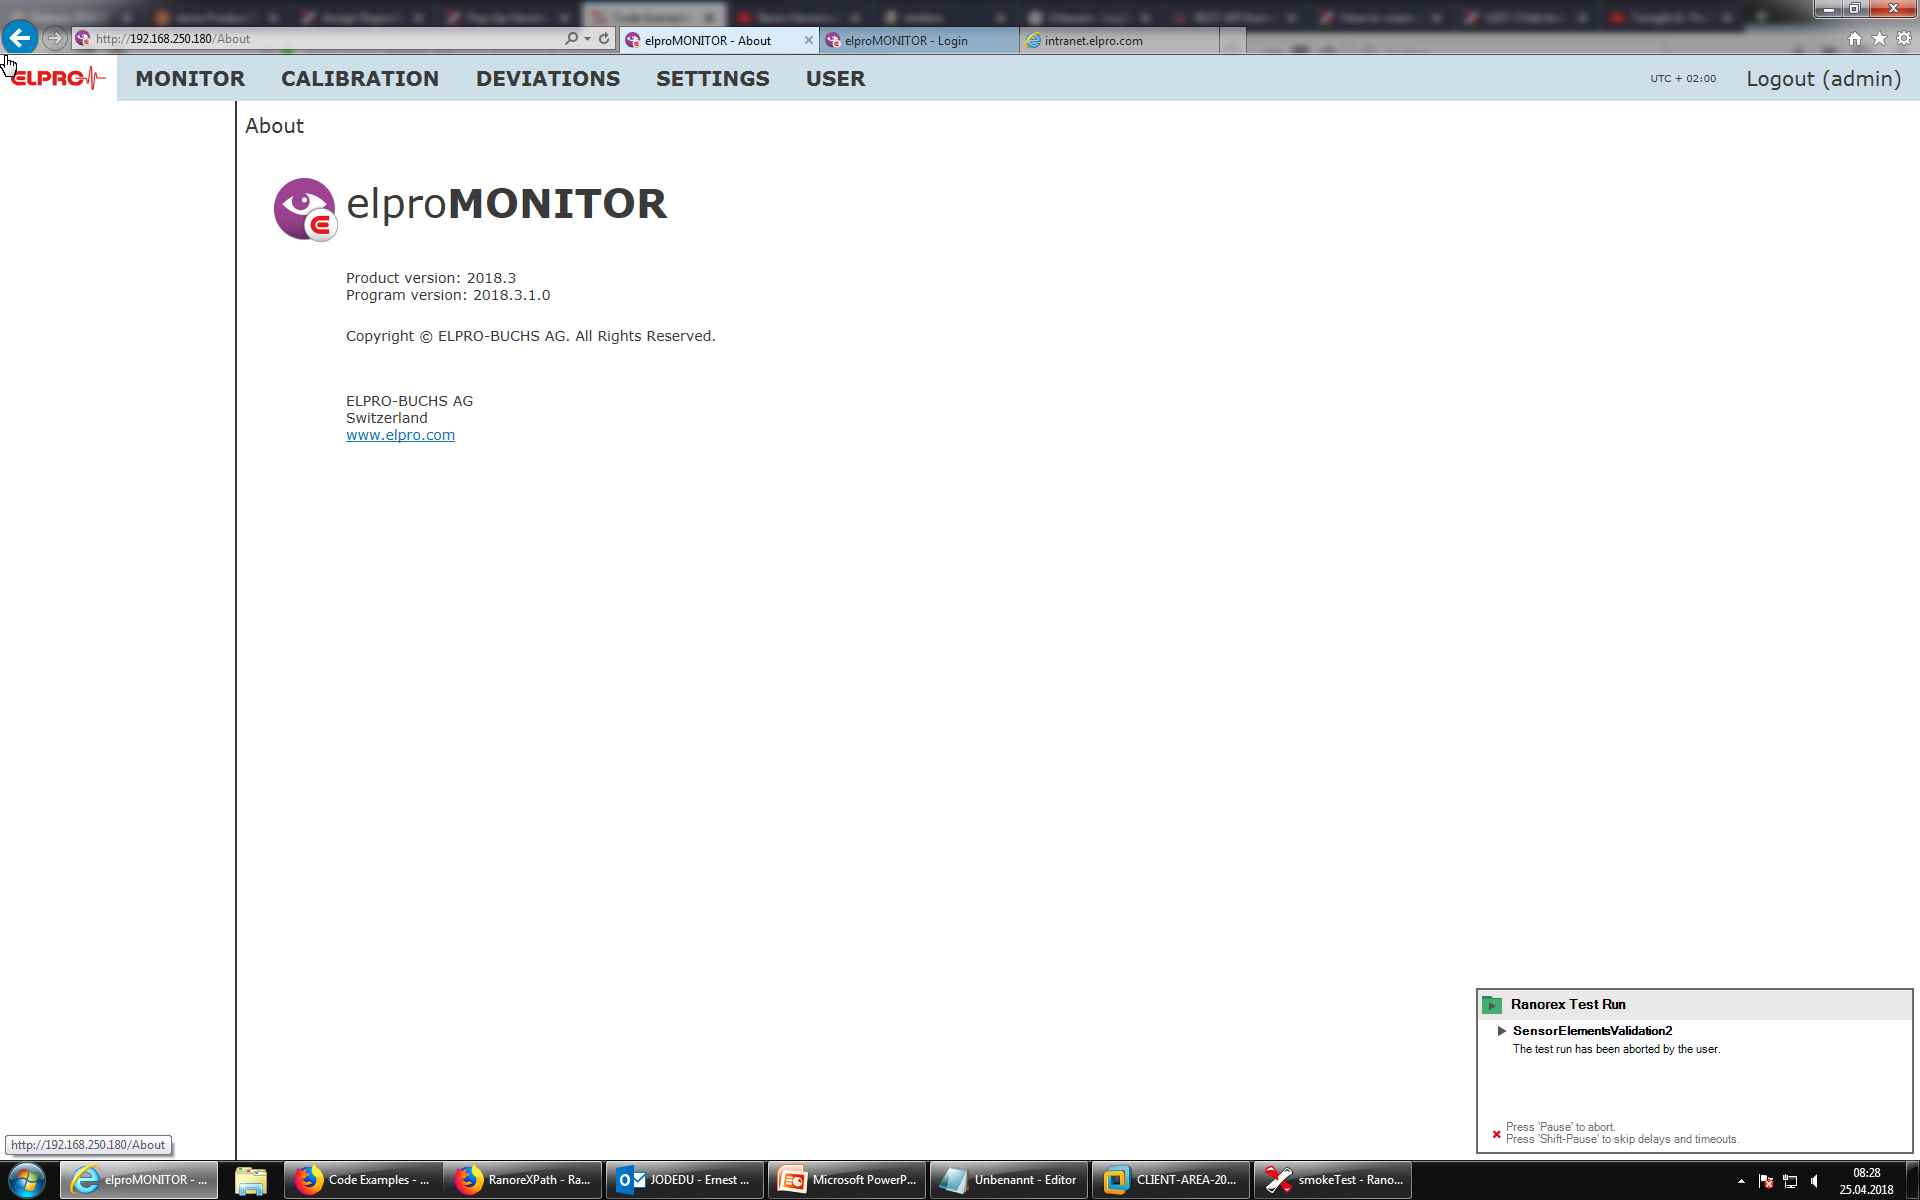 http://192.168.250.180/About
elproMONITOR - About
elproMONITOR - Login
intranet.elpro.com
ELPRO
MONITOR
CALIBRATION
DEVIATIONS
SETTINGS
USER
UTC + 02:00
Logout (admin)
About
elproMONITOR
Product version: 2018.3
Program version: 2018.3.1.0
Copyright © ELPRO-BUCHS AG. All Rights Reserved.
ELPRO-BUCHS AG
Switzerland
www.elpro.com
Ranorex Test Run
SensorElementsValidation2
The test run has been aborted by the user.
Press 'Pause' to abort.
Press 'Shift-Pause' to skip delays and timeouts.
http://192.168.250.180/About
elproMONITOR - ...
Code Examples - ...
RanoreXPath - Ra...
JODEDU - Ernest ...
Microsoft PowerP...
Unbenannt - Editor
CLIENT-AREA-20...
smokeTest - Rano...
08:28
25.04.2018